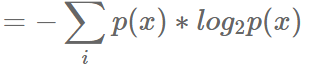 = − ∑ᵢ p(x) * log₂p(x)